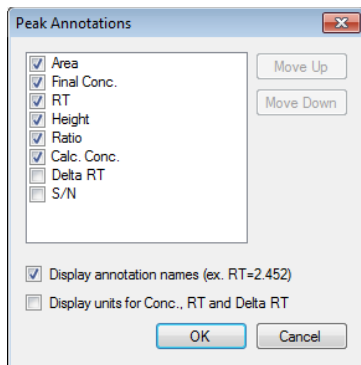 Peak Annotations
Area
Final Conc.
RT
Height
Ratio
Calc. Conc.
Delta RT
S/N
Move Up
Move Down
Display annotation names (ex. RT=2.452)
Display units for Conc., RT and Delta RT
OK
Cancel